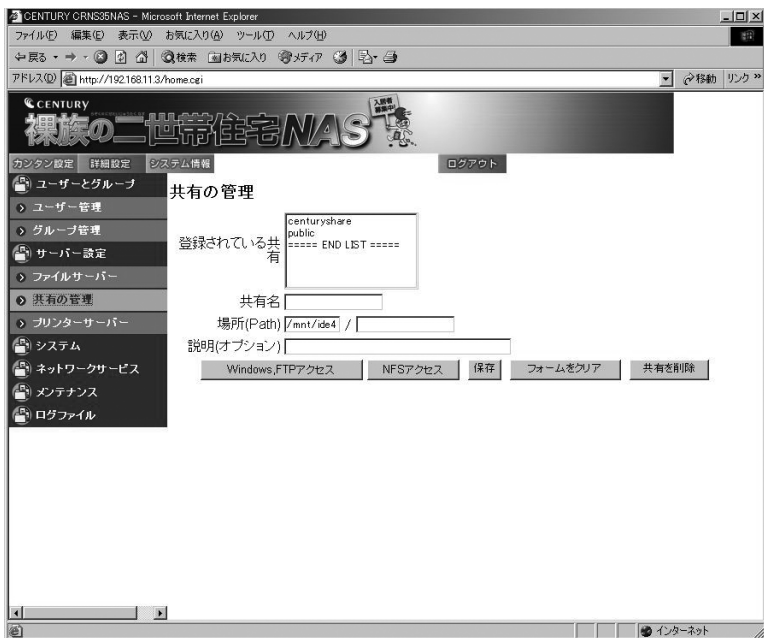 CENTURY CRNS35NAS - Microsoft Internet Explorer
ファイル(F) 編集(E) 表示(V) お気に入り(A) ツール(T) ヘルプ(H)
戻る 検索 お気に入り メディア
アドレス(D) http://192.168.11.3/home.cgi 移動 リンク »
CENTURY
裸族の二世帯住宅NAS
入居者募集中!
カンタン設定 詳細設定 システム情報 ログアウト
ユーザーとグループ
ユーザー管理
グループ管理
サーバー設定
ファイルサーバー
共有の管理
プリンターサーバー
システム
ネットワークサービス
メンテナンス
ログファイル
共有の管理
登録されている共有
centuryshare
public
===== END LIST =====
共有名
場所(Path) /mnt/ide4 /
説明(オプション)
Windows,FTPアクセス NFSアクセス 保存 フォームをクリア 共有を削除
インターネット